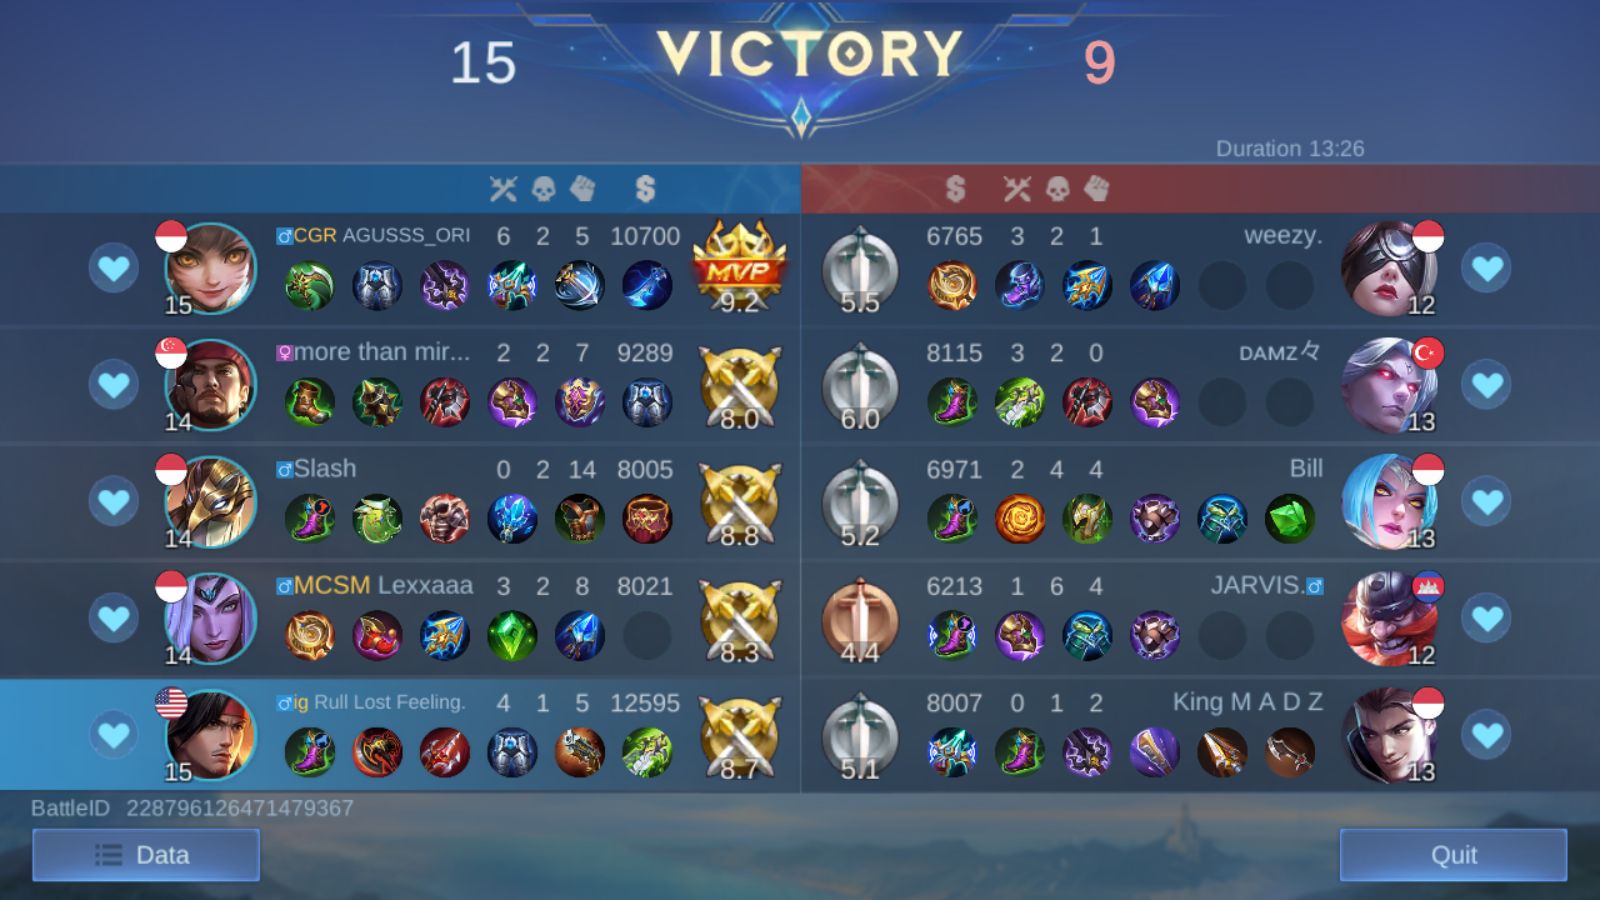 15 VICTORY 9
Duration 13:26
CGR AGUSSS_ORI 6 2 5 10700
15 MVP 9.2
6765 3 2 1 weezy.
5.5 12
more than mir... 2 2 7 9289
14 8.0
8115 3 2 0 DAMZ々
6.0 13
Slash 0 2 14 8005
14 8.8
6971 2 4 4 Bill
5.2 13
MCSM Lexxaaa 3 2 8 8021
14 8.3
6213 1 6 4 JARVIS.
4.4 12
ig Rull Lost Feeling. 4 1 5 12595
15 8.7
8007 0 1 2 King M A D Z
5.1 13
BattleID 228796126471479367
Data
Quit